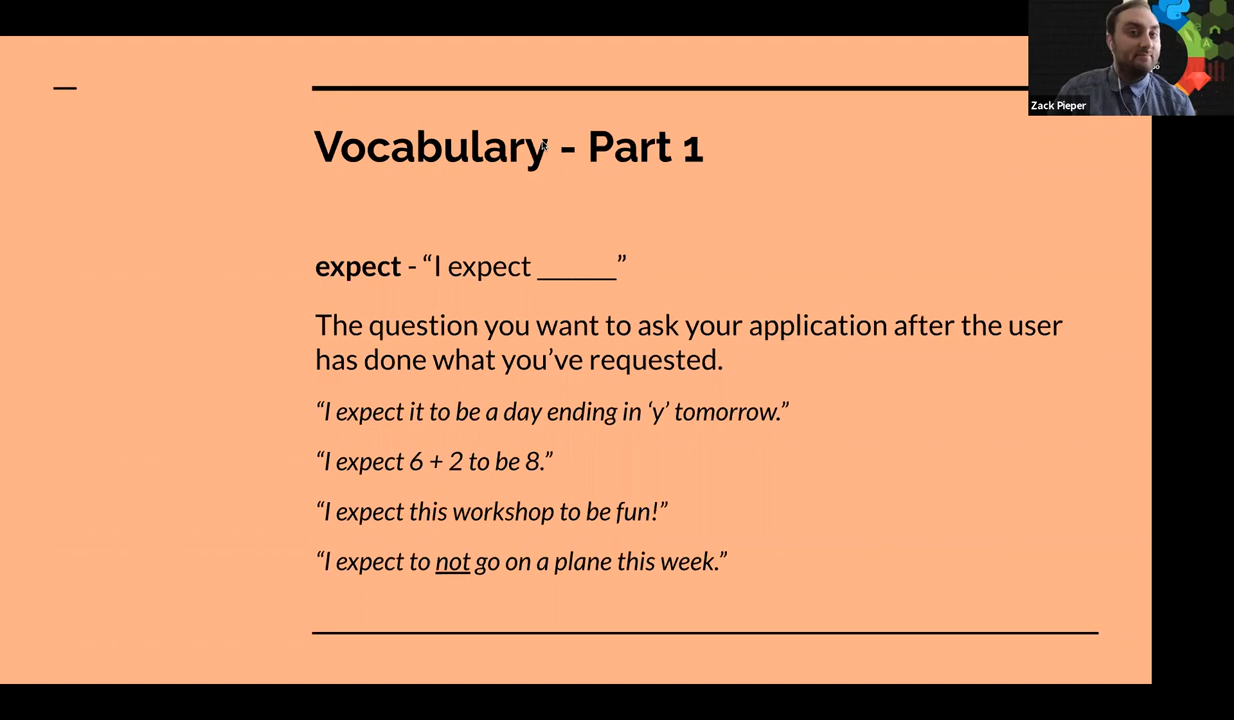 Zack Pieper
Vocabulary - Part 1
expect - “I expect ______”
The question you want to ask your application after the user
has done what you’ve requested.
“I expect it to be a day ending in ‘y’ tomorrow.”
“I expect 6 + 2 to be 8.”
“I expect this workshop to be fun!”
“I expect to not go on a plane this week.”